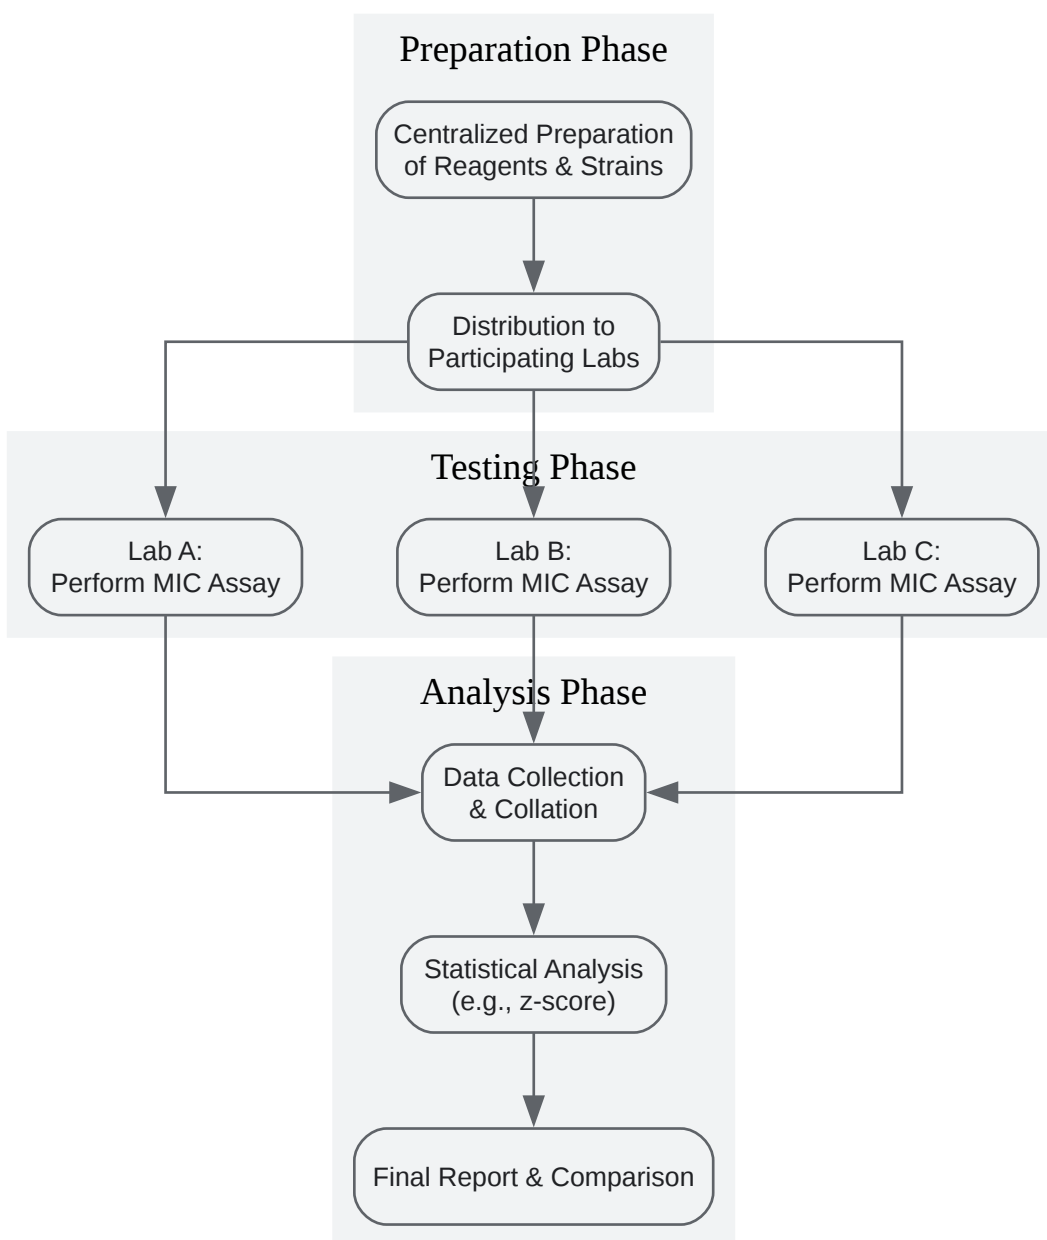 Preparation Phase
Centralized Preparation
of Reagents & Strains
Distribution to
Participating Labs
Testing Phase
Lab A:
Perform MIC Assay
Lab B:
Perform MIC Assay
Lab C:
Perform MIC Assay
Analysis Phase
Data Collection
& Collation
Statistical Analysis
(e.g., z-score)
Final Report & Comparison